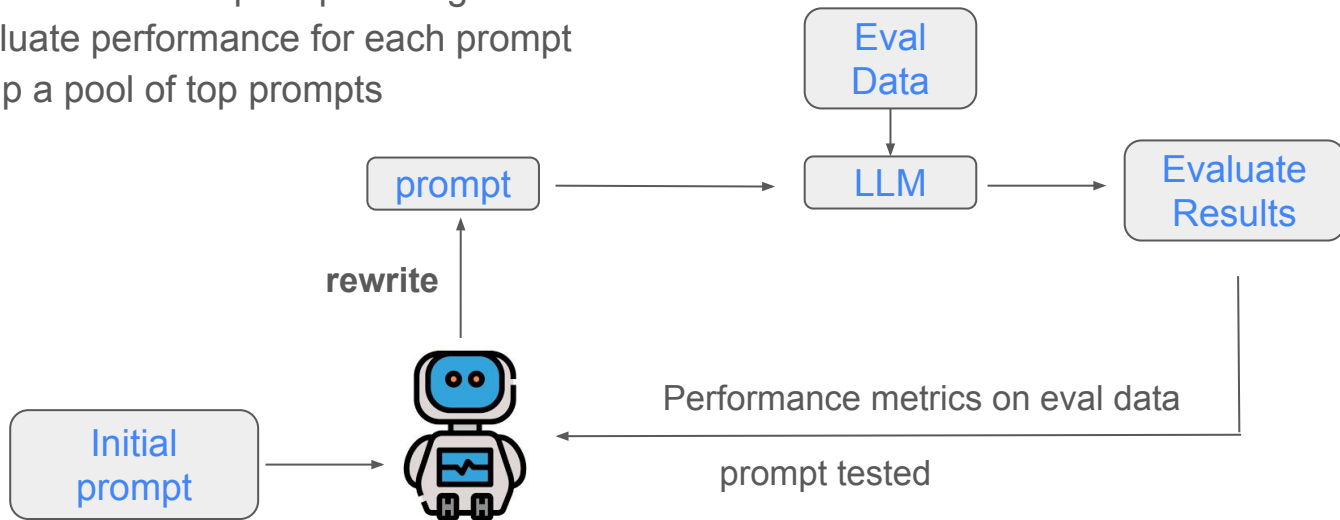 luate performance for each prompt
p a pool of top prompts
Eval
Data
prompt
LLM
Evaluate
Results
rewrite
Performance metrics on eval data
Initial
prompt
prompt tested